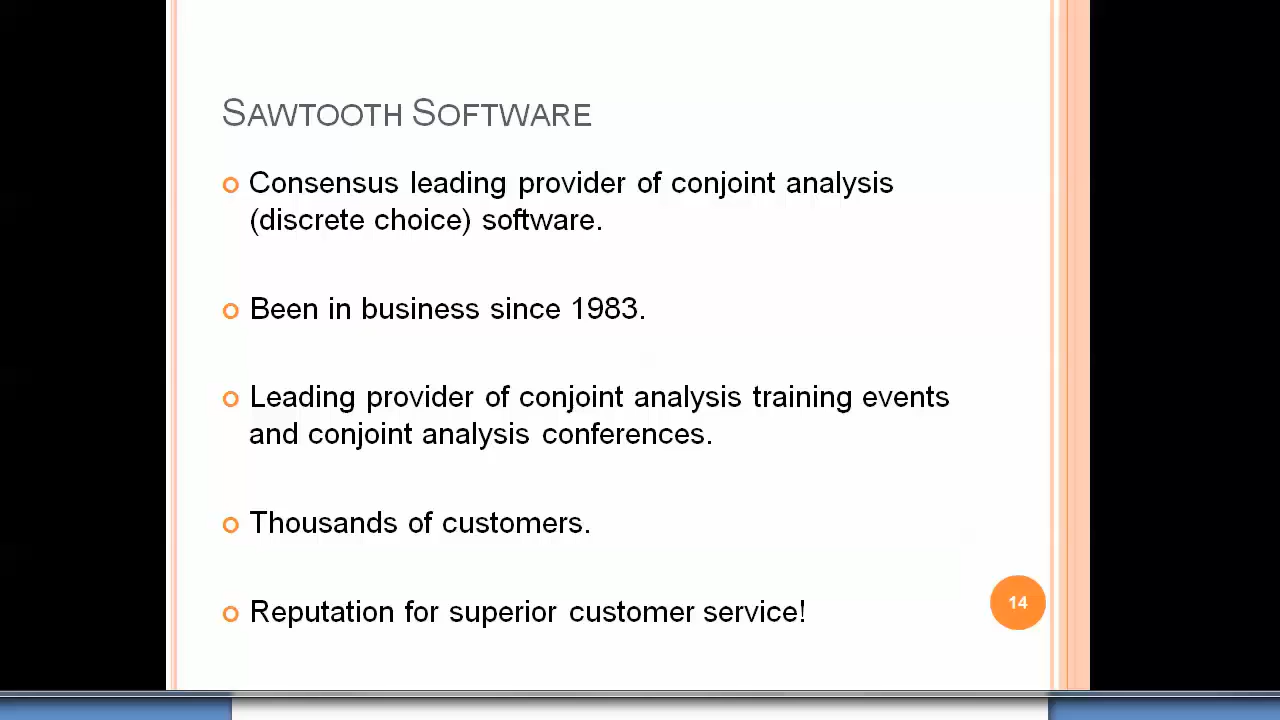 SAWTOOTH SOFTWARE
Consensus leading provider of conjoint analysis
(discrete choice) software.
Been in business since 1983.
Leading provider of conjoint analysis training events
and conjoint analysis conferences.
Thousands of customers.
Reputation for superior customer service!
14